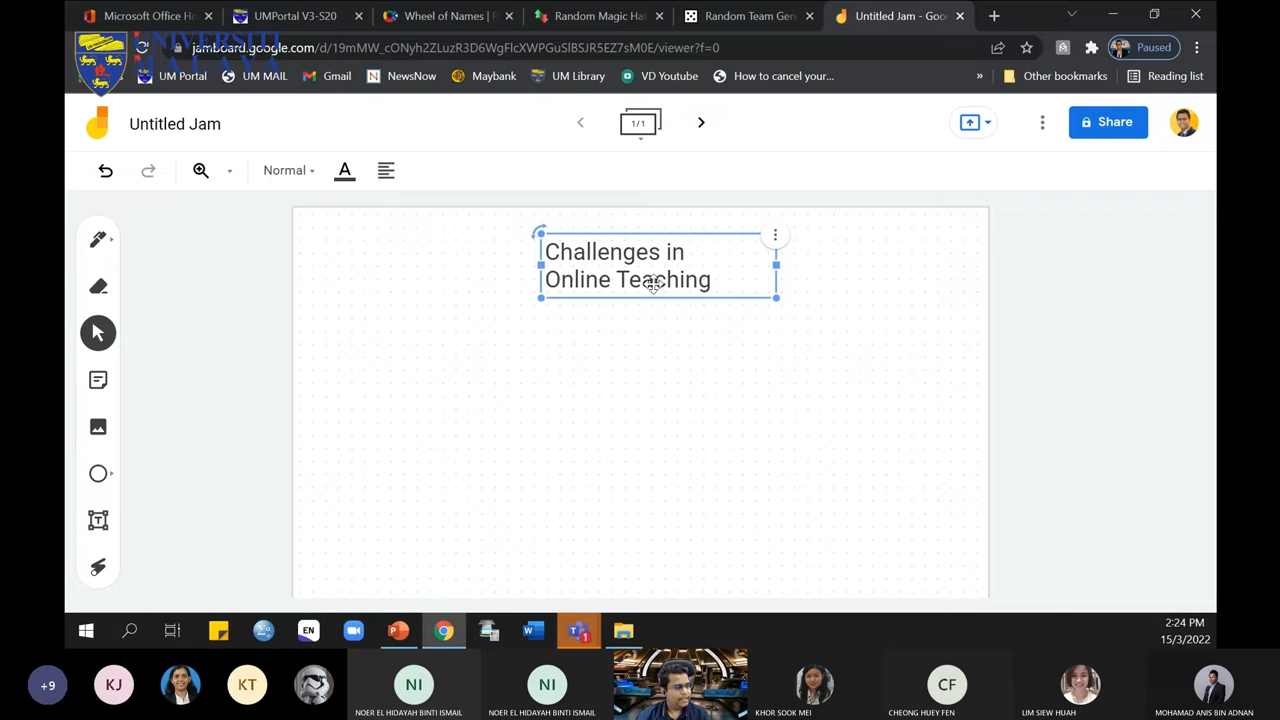 Microsoft Office Ho
UMPortal V3-S20
Wheel of Names | R
Random Magic Hat
Random Team Gen
Untitled Jam - Goo
UNIVERSITI
MALAYA
jamboard.google.com/d/19mMW_cONyh2ZLuzR3D6WgFlcXWPGuSlBSJR5EZ7sM0E/viewer?f=0
Paused
UM Portal
UM MAIL
Gmail
NewsNow
Maybank
UM Library
VD Youtube
How to cancel your...
»
Other bookmarks
Reading list
Untitled Jam
1/1
Share
Normal
A
Challenges in
Online Teaching
EN
1
2:24 PM
15/3/2022
+9
KJ
KT
NI
NI
CF
NOER EL HIDAYAH BINTI ISMAIL
NOER EL HIDAYAH BINTI ISMAIL
KHOR SOOK MEI
CHEONG HUEY FEN
LIM SIEW HUAH
MOHAMAD ANIS BIN ADNAN